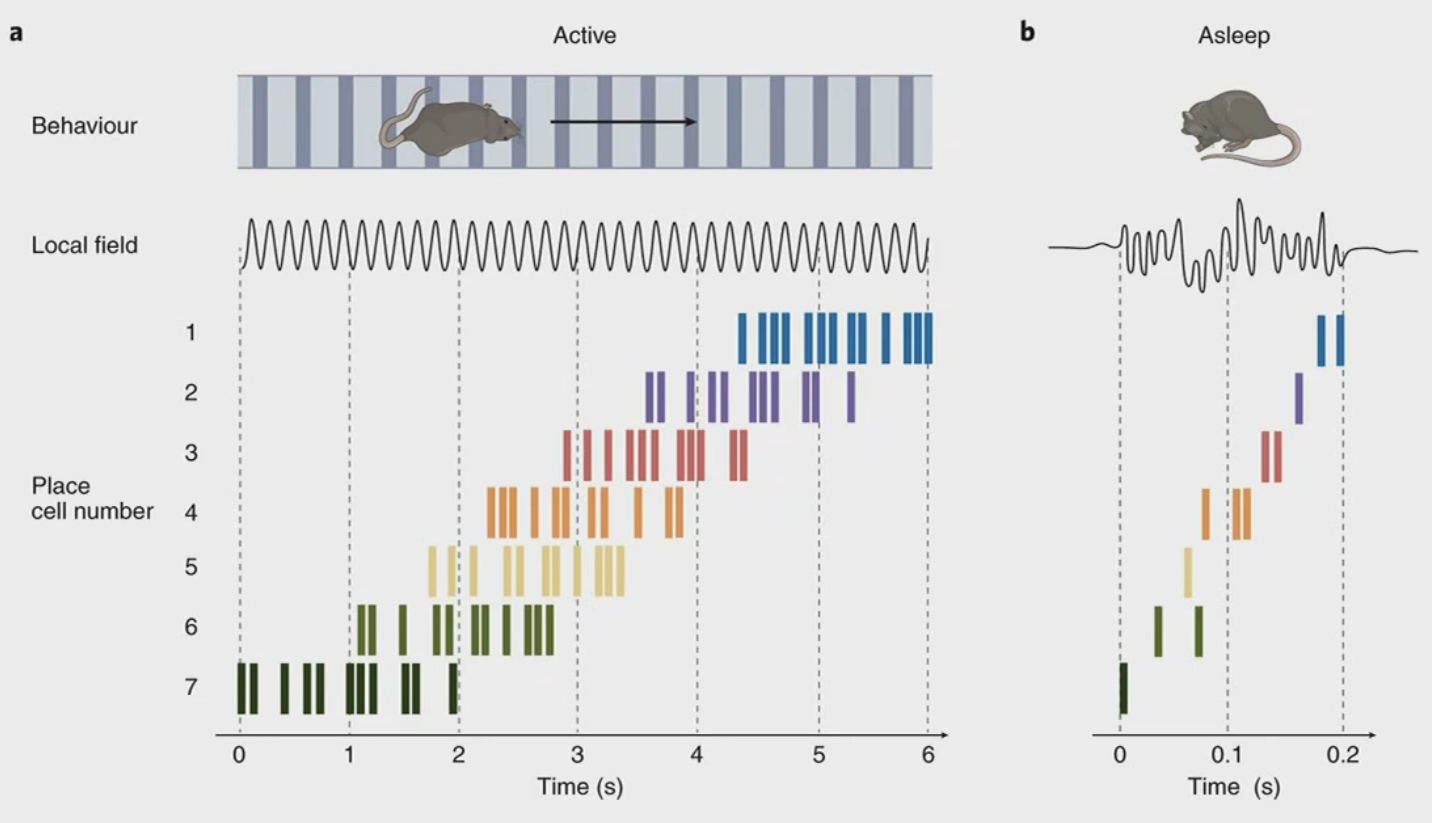 a
Active
b
Asleep
Behaviour
Local field
1
2
3
Place
cell number
4
5
6
7
0 1 2 3 4 5 6
Time (s)
0 0.1 0.2
Time (s)